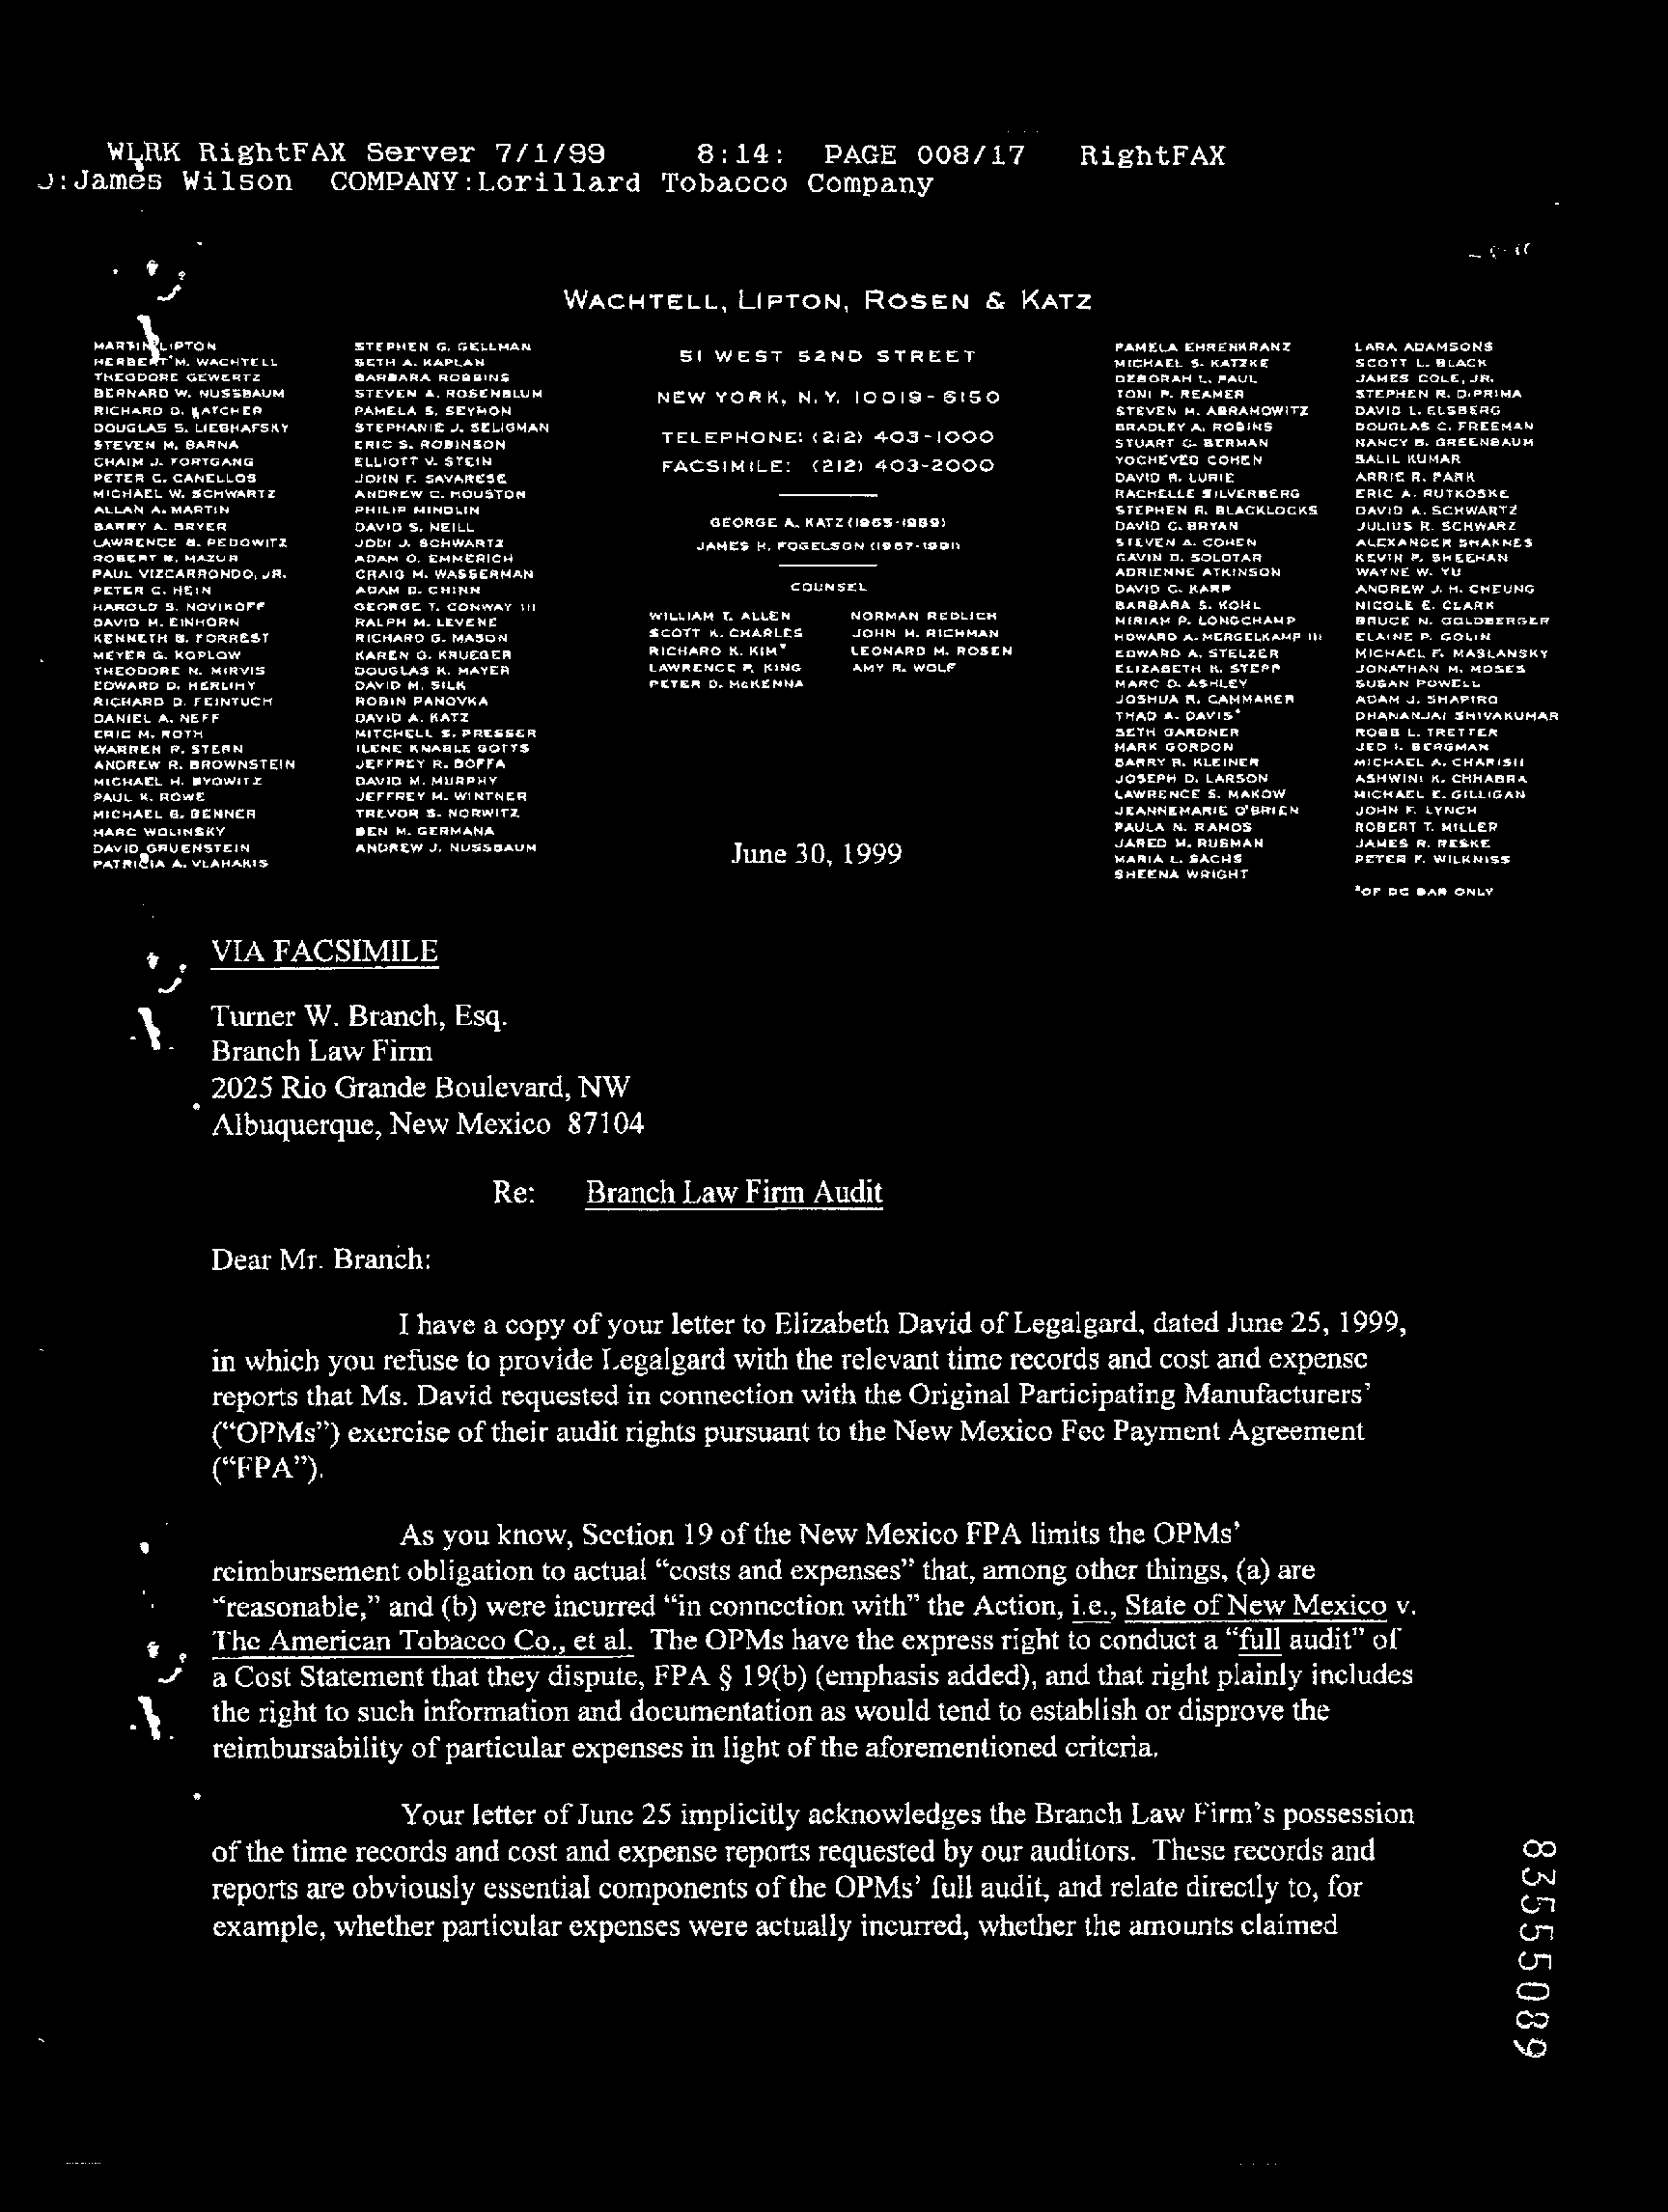 WLRK RightFAX Server 7/1/99 8:14: PAGE 008/17 RightFAX
James Wilson COMPANY:Lorillard Tobacco Company
WACHTELL, LIPTON, ROSEN & KATZ
MARTIN LIPTON
HERBERT M. WACHTELL
THEODORE GEWERTZ
BERNARD W. NUSSBAUM
RICHARD D. KATCHER
DOUGLAS S. LIEBHAFSKY
STEVEN M. BARNA
CHAIM J. FORTGANG
PETER C. CANELLOS
MICHAEL W. SCHWARTZ
ALLAN A. MARTIN
BARRY A. BRYER
LAWRENCE B. PEDOWITZ
ROBERT B. MAZUR
PAUL VIZCARRONDO, JR.
PETER C. HEIN
HAROLD S. NOVIKOFF
DAVID M. EINHORN
KENNETH B. FORREST
MEYER G. KOPLOW
THEODORE N. MIRVIS
EDWARD D. HERLIHY
RICHARD D. FEINTUCH
DANIEL A. NEFF
ERIC M. ROTH
WARREN R. STERN
ANDREW R. BROWNSTEIN
MICHAEL H. BYOWITZ
PAUL K. ROWE
MICHAEL B. BENNER
MARC WOLINSKY
DAVID GRUENSTEIN
PATRICIA A. VLAHAKIS
STEPHEN G. GELLMAN
SETH A. KAPLAN
BARBARA ROBBINS
STEVEN A. ROSENBLUM
PAMELA S. SEYMON
STEPHANIE J. SELIGMAN
ERIC S. ROBINSON
ELLIOTT V. STEIN
JOHN F. SAVARESE
ANDREW C. HOUSTON
PHILIP MINDLIN
DAVID S. NEILL
JODI J. SCHWARTZ
ADAM O. EMMERICH
CRAIG M. WASSERMAN
ADAM D. CHINN
GEORGE T. CONWAY III
RALPH M. LEVENE
RICHARD G. MASON
KAREN G. KRUEGER
DOUGLAS K. MAYER
DAVID M. SILK
ROBIN PANOVKA
DAVID A. KATZ
MITCHELL S. PRESSER
ILENE KNABLE GOTTS
JEFFREY R. BOFFA
DAVID M. MURPHY
JEFFREY M. WINTNER
TREVOR S. NORWITZ
BEN M. GERMANA
ANDREW J. NUSSBAUM
51 WEST 52ND STREET
NEW YORK, N.Y. 10019-6150
TELEPHONE: (212) 403-1000
FACSIMILE: (212) 403-2000
GEORGE A. KATZ (1965-1989)
JAMES H. FOGELSON (1967-1991)
COUNSEL
WILLIAM T. ALLEN
SCOTT K. CHARLES
RICHARD K. KIM*
LAWRENCE P. KING
PETER D. McKENNA
NORMAN REDLICH
JOHN M. RICHMAN
LEONARD M. ROSEN
AMY R. WOLF
June 30, 1999
PAMELA EHRENKRANZ
MICHAEL S. KATZKE
DEBORAH L. PAUL
TONI P. REAMER
STEVEN M. ABRAMOWITZ
BRADLEY A. ROBINS
STUART C. BERMAN
YOCHEVED COHEN
DAVID B. LURIE
RACHELLE SILVERBERG
STEPHEN R. BLACKLOCKS
DAVID C. BRYAN
STEVEN A. COHEN
GAVIN D. SOLOTAR
ADRIENNE ATKINSON
DAVID C. KARP
BARBARA S. KOHL
MIRIAM P. LONGCHAMP
HOWARD A. MERGELKAMP III
EDWARD A. STELZER
ELIZABETH R. STEPP
MARC D. ASHLEY
JOSHUA R. CAMMAKER
THAD A. DAVIS*
SETH GARDNER
MARK GORDON
BARRY R. KLEINER
JOSEPH D. LARSON
LAWRENCE S. MAKOW
JEANNEMARIE O'BRIEN
PAULA N. RAMOS
JARED M. RUSMAN
MARIA L. SACHS
SHEENA WRIGHT
LARA ADAMSONS
SCOTT L. BLACK
JAMES COLE, JR.
STEPHEN R. DIPRIMA
DAVID L. ELSBERG
DOUGLAS C. FREEMAN
NANCY B. GREENBAUM
SALIL KUMAR
ARRIE R. PARK
ERIC A. RUTKOSKE
DAVID A. SCHWARTZ
JULIUS R. SCHWARZ
ALEXANDER SHAKNES
KEVIN P. SHEEHAN
WAYNE W. YU
ANDREW J. H. CHEUNG
NICOLE E. CLARK
BRUCE N. GOLDBERGER
ELAINE P. GOLIN
MICHAEL F. MASLANSKY
JONATHAN M. MOSES
SUSAN POWELL
ADAM J. SHAPIRO
DHANANJAI SHIVAKUMAR
ROBB L. TRETTER
JED I. BERGMAN
MICHAEL A. CHARISH
ASHWINI K. CHHABRA
MICHAEL E. GILLIGAN
JOHN F. LYNCH
ROBERT T. MILLER
JAMES R. RESKE
PETER F. WILKNISS
*OF DC BAR ONLY
VIA FACSIMILE
Turner W. Branch, Esq.
Branch Law Firm
2025 Rio Grande Boulevard, NW
Albuquerque, New Mexico 87104
Re: Branch Law Firm Audit
Dear Mr. Branch:
I have a copy of your letter to Elizabeth David of Legalgard, dated June 25, 1999,
in which you refuse to provide Legalgard with the relevant time records and cost and expense
reports that Ms. David requested in connection with the Original Participating Manufacturers'
("OPMs") exercise of their audit rights pursuant to the New Mexico Fee Payment Agreement
("FPA").
As you know, Section 19 of the New Mexico FPA limits the OPMs'
reimbursement obligation to actual "costs and expenses" that, among other things, (a) are
"reasonable," and (b) were incurred "in connection with" the Action, i.e., State of New Mexico v.
The American Tobacco Co., et al. The OPMs have the express right to conduct a "full audit" of
a Cost Statement that they dispute, FPA § 19(b) (emphasis added), and that right plainly includes
the right to such information and documentation as would tend to establish or disprove the
reimbursability of particular expenses in light of the aforementioned criteria.
Your letter of June 25 implicitly acknowledges the Branch Law Firm's possession
of the time records and cost and expense reports requested by our auditors. These records and
reports are obviously essential components of the OPMs' full audit, and relate directly to, for
example, whether particular expenses were actually incurred, whether the amounts claimed
83555089